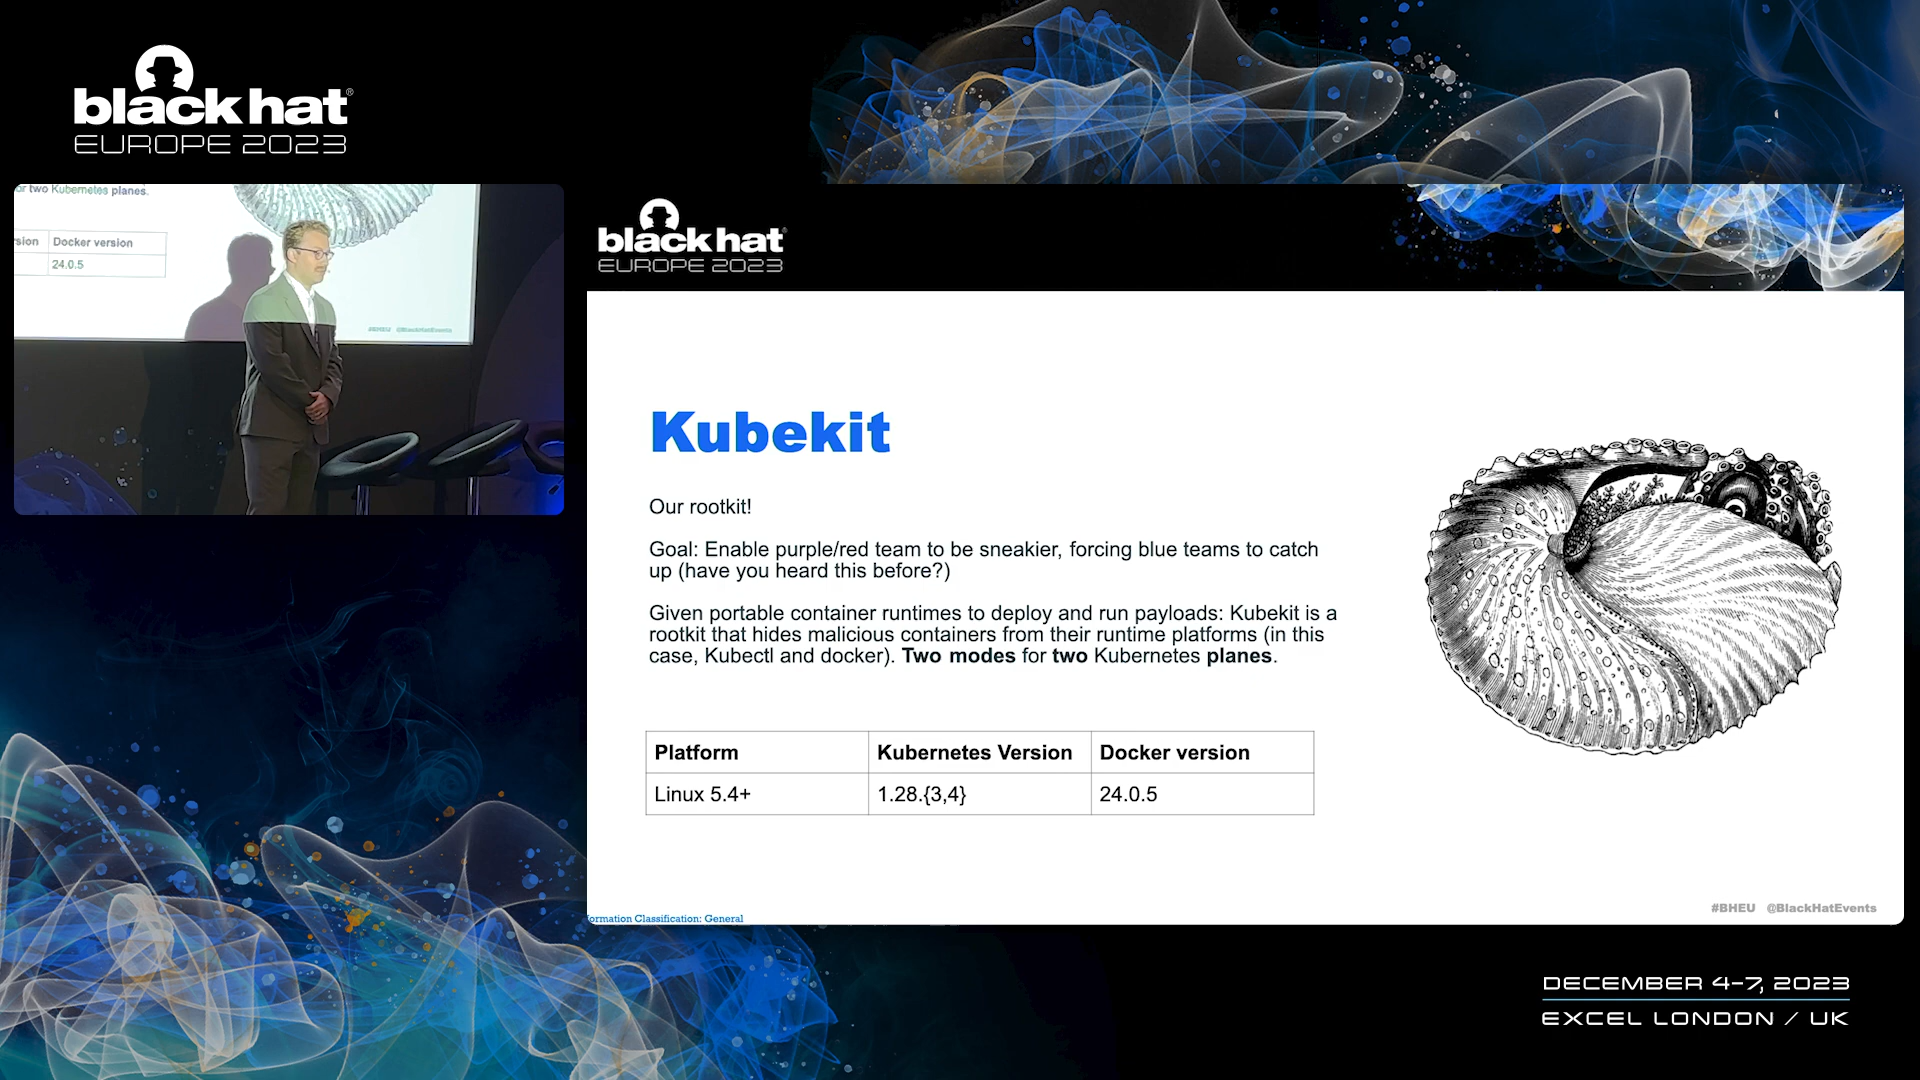 black hat®
EUROPE 2023
or two Kubernetes planes.
sion Docker version
24.0.5
#BHEU @BlackHatEvents
black hat®
EUROPE 2023
Kubekit
Our rootkit!
Goal: Enable purple/red team to be sneakier, forcing blue teams to catch
up (have you heard this before?)
Given portable container runtimes to deploy and run payloads: Kubekit is a
rootkit that hides malicious containers from their runtime platforms (in this
case, Kubectl and docker). Two modes for two Kubernetes planes.
Platform Kubernetes Version Docker version
Linux 5.4+ 1.28.{3,4} 24.0.5
formation Classification: General
#BHEU @BlackHatEvents
DECEMBER 4-7, 2023
EXCEL LONDON / UK